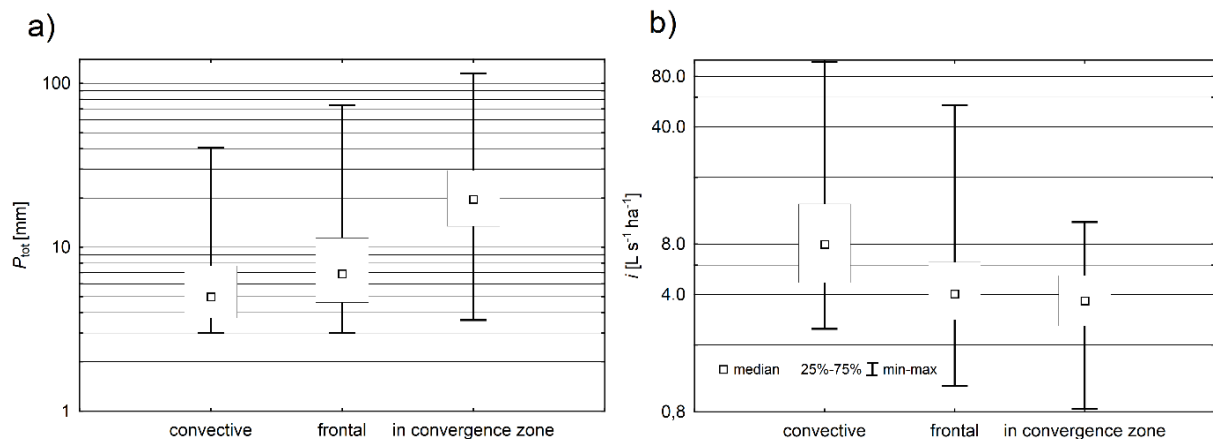 a)
100
10
1
P_tot [mm]
convective frontal in convergence zone
b)
80.0
40.0
8.0
4.0
0,8
i [L s⁻¹ ha⁻¹]
median 25%-75% min-max
convective frontal in convergence zone